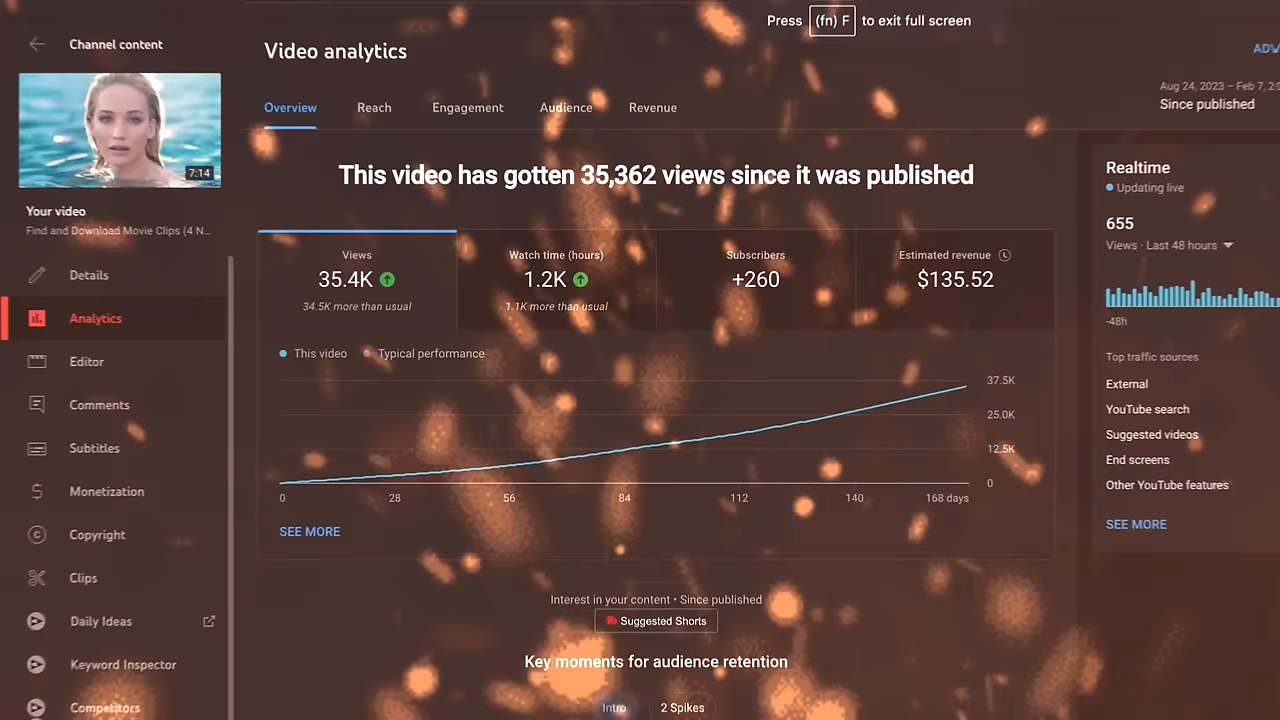 Press (fn) F to exit full screen
Channel content
7:14
Your video
Find and Download Movie Clips (4 N...
Details
Analytics
Editor
Comments
Subtitles
Monetization
Copyright
Clips
Daily Ideas
Keyword Inspector
Competitors
Video analytics
ADV
Overview
Reach
Engagement
Audience
Revenue
Aug 24, 2023 – Feb 7, 2
Since published
This video has gotten 35,362 views since it was published
Views
35.4K
34.5K more than usual
Watch time (hours)
1.2K
1.1K more than usual
Subscribers
+260
Estimated revenue
$135.52
This video
Typical performance
37.5K
25.0K
12.5K
0
0 28 56 84 112 140 168 days
SEE MORE
Interest in your content • Since published
Suggested Shorts
Key moments for audience retention
Intro
2 Spikes
Realtime
Updating live
655
Views · Last 48 hours
-48h
Top traffic sources
External
YouTube search
Suggested videos
End screens
Other YouTube features
SEE MORE